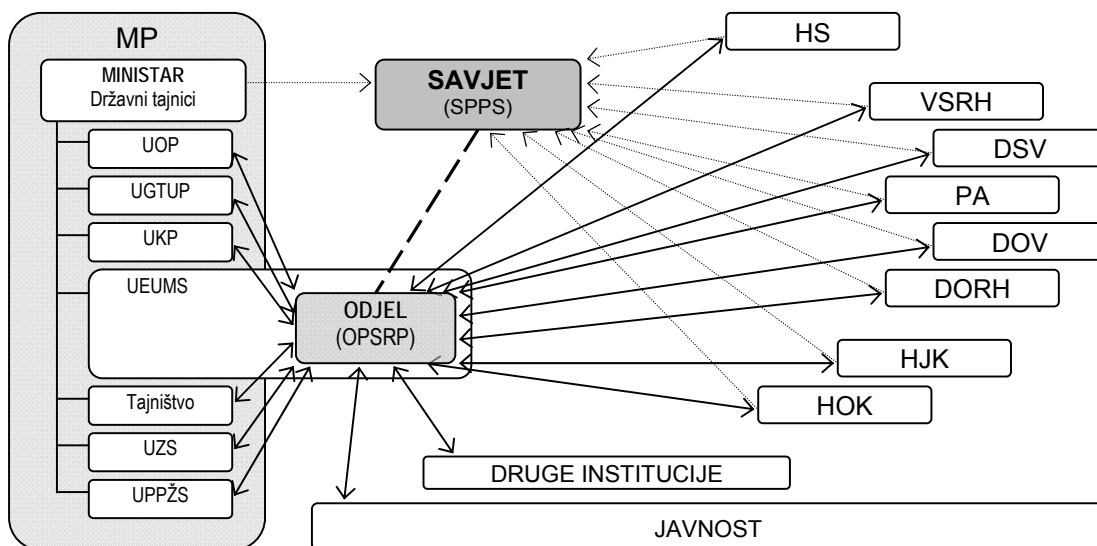 MP
MINISTAR
Državni tajnici
UOP
UGTUP
UKP
UEUMS
Tajništvo
UZS
UPPŽS
SAVJET
(SPPS)
ODJEL
(OPSRP)
HS
VSRH
DSV
PA
DOV
DORH
HJK
HOK
DRUGE INSTITUCIJE
JAVNOST